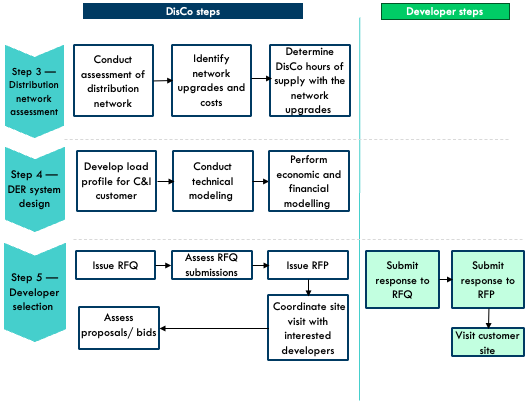 DisCo steps
Developer steps
Step 3 —
Distribution
network
assessment
Conduct
assessment of
distribution
network
Identify
network
upgrades and
costs
Determine
DisCo hours of
supply with the
network
upgrades
Step 4 —
DER system
design
Develop load
profile for C&I
customer
Conduct
technical
modeling
Perform
economic and
financial
modelling
Step 5 —
Developer
selection
Issue RFQ
Assess RFQ
submissions
Issue RFP
Submit
response to
RFQ
Submit
response to
RFP
Assess
proposals/ bids
Coordinate site
visit with
interested
developers
Visit customer
site